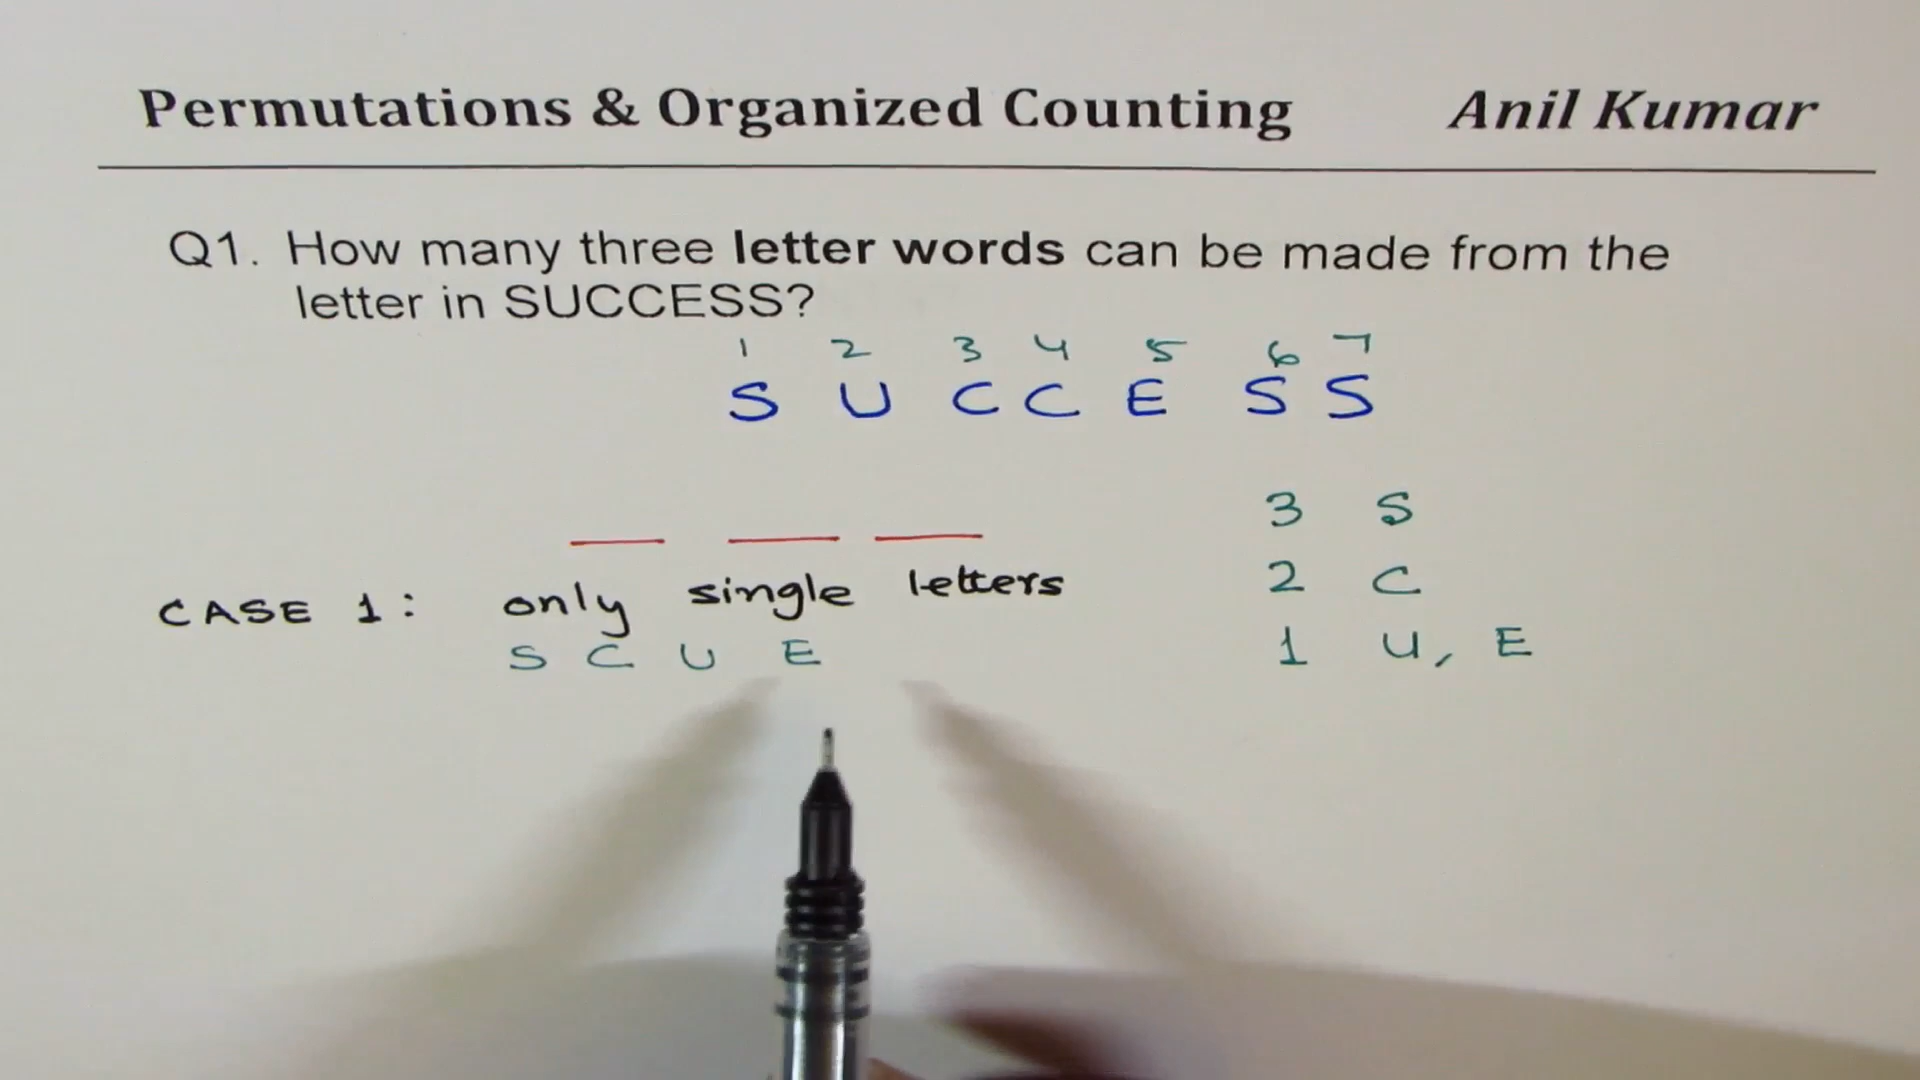 Permutations & Organized Counting Anil Kumar
Q1. How many three letter words can be made from the
letter in SUCCESS?
1 2 3 4 5 6 7
S U C C E S S
3 S
2 C
1 U, E
CASE 1: only single letters
S C U E